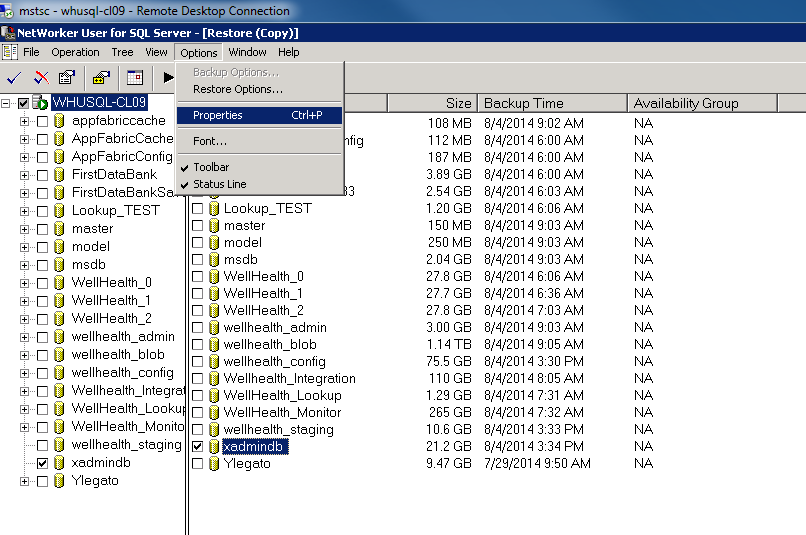 mstsc - whusql-cl09 - Remote Desktop Connection
NetWorker User for SQL Server - [Restore (Copy)]
File Operation Tree View Options Window Help
Backup Options...
Restore Options...
Properties Ctrl+P
Font...
Toolbar
Status Line
WHUSQL-CL09
appfabriccache
AppFabricCache
AppFabricConfig
FirstDataBank
FirstDataBankSa
Lookup_TEST
master
model
msdb
WellHealth_0
WellHealth_1
WellHealth_2
wellhealth_admin
wellhealth_blob
wellhealth_config
Wellhealth_Integrat
WellHealth_Looku
WellHealth_Monito
wellhealth_staging
xadmindb
Ylegato
Size Backup Time Availability Group
108 MB 8/4/2014 9:02 AM NA
nfig 112 MB 8/4/2014 6:00 AM NA
187 MB 8/4/2014 6:00 AM NA
3.89 GB 8/4/2014 6:00 AM NA
33 2.54 GB 8/4/2014 6:03 AM NA
Lookup_TEST 1.20 GB 8/4/2014 6:06 AM NA
master 150 MB 8/4/2014 9:03 AM NA
model 250 MB 8/4/2014 9:03 AM NA
msdb 2.04 GB 8/4/2014 9:03 AM NA
WellHealth_0 27.8 GB 8/4/2014 6:06 AM NA
WellHealth_1 27.7 GB 8/4/2014 6:36 AM NA
WellHealth_2 27.8 GB 8/4/2014 7:03 AM NA
wellhealth_admin 3.00 GB 8/4/2014 9:03 AM NA
wellhealth_blob 1.14 TB 8/4/2014 9:05 AM NA
wellhealth_config 75.5 GB 8/4/2014 3:30 PM NA
Wellhealth_Integration 110 GB 8/4/2014 8:05 AM NA
WellHealth_Lookup 1.29 GB 8/4/2014 7:31 AM NA
WellHealth_Monitor 265 GB 8/4/2014 7:32 AM NA
wellhealth_staging 10.6 GB 8/4/2014 3:33 PM NA
xadmindb 21.2 GB 8/4/2014 3:34 PM NA
Ylegato 9.47 GB 7/29/2014 9:50 AM NA